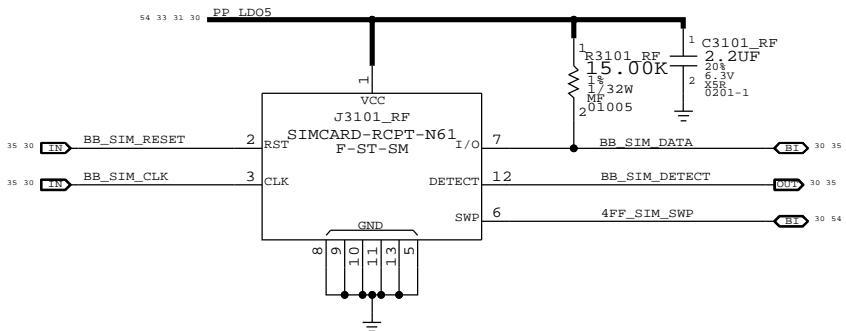 54 33 31 30 PP_LDO5
1 C3101_RF
2.2UF
20%
6.3V
X5R
0201-1
2
1 R3101_RF
15.00K
1%
1/32W
MF
01005
2
1
VCC
J3101_RF
SIMCARD-RCPT-N61
F-ST-SM
35 30 IN BB_SIM_RESET 2 RST
I/O 7 BB_SIM_DATA BI 30 35
35 30 IN BB_SIM_CLK 3 CLK
DETECT 12 BB_SIM_DETECT OUT 30 35
SWP 6 4FF_SIM_SWP BI 30 54
GND
8 9 10 11 13 5